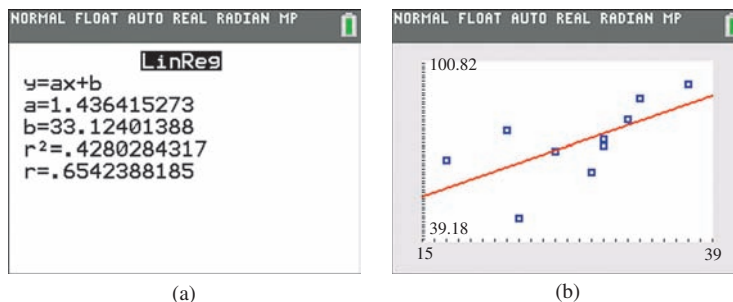 NORMAL FLOAT AUTO REAL RADIAN MP
LinReg
y=ax+b
a=1.436415273
b=33.12401388
r²=.4280284317
r=.6542388185
(a)
NORMAL FLOAT AUTO REAL RADIAN MP
100.82
39.18
15
39
(b)